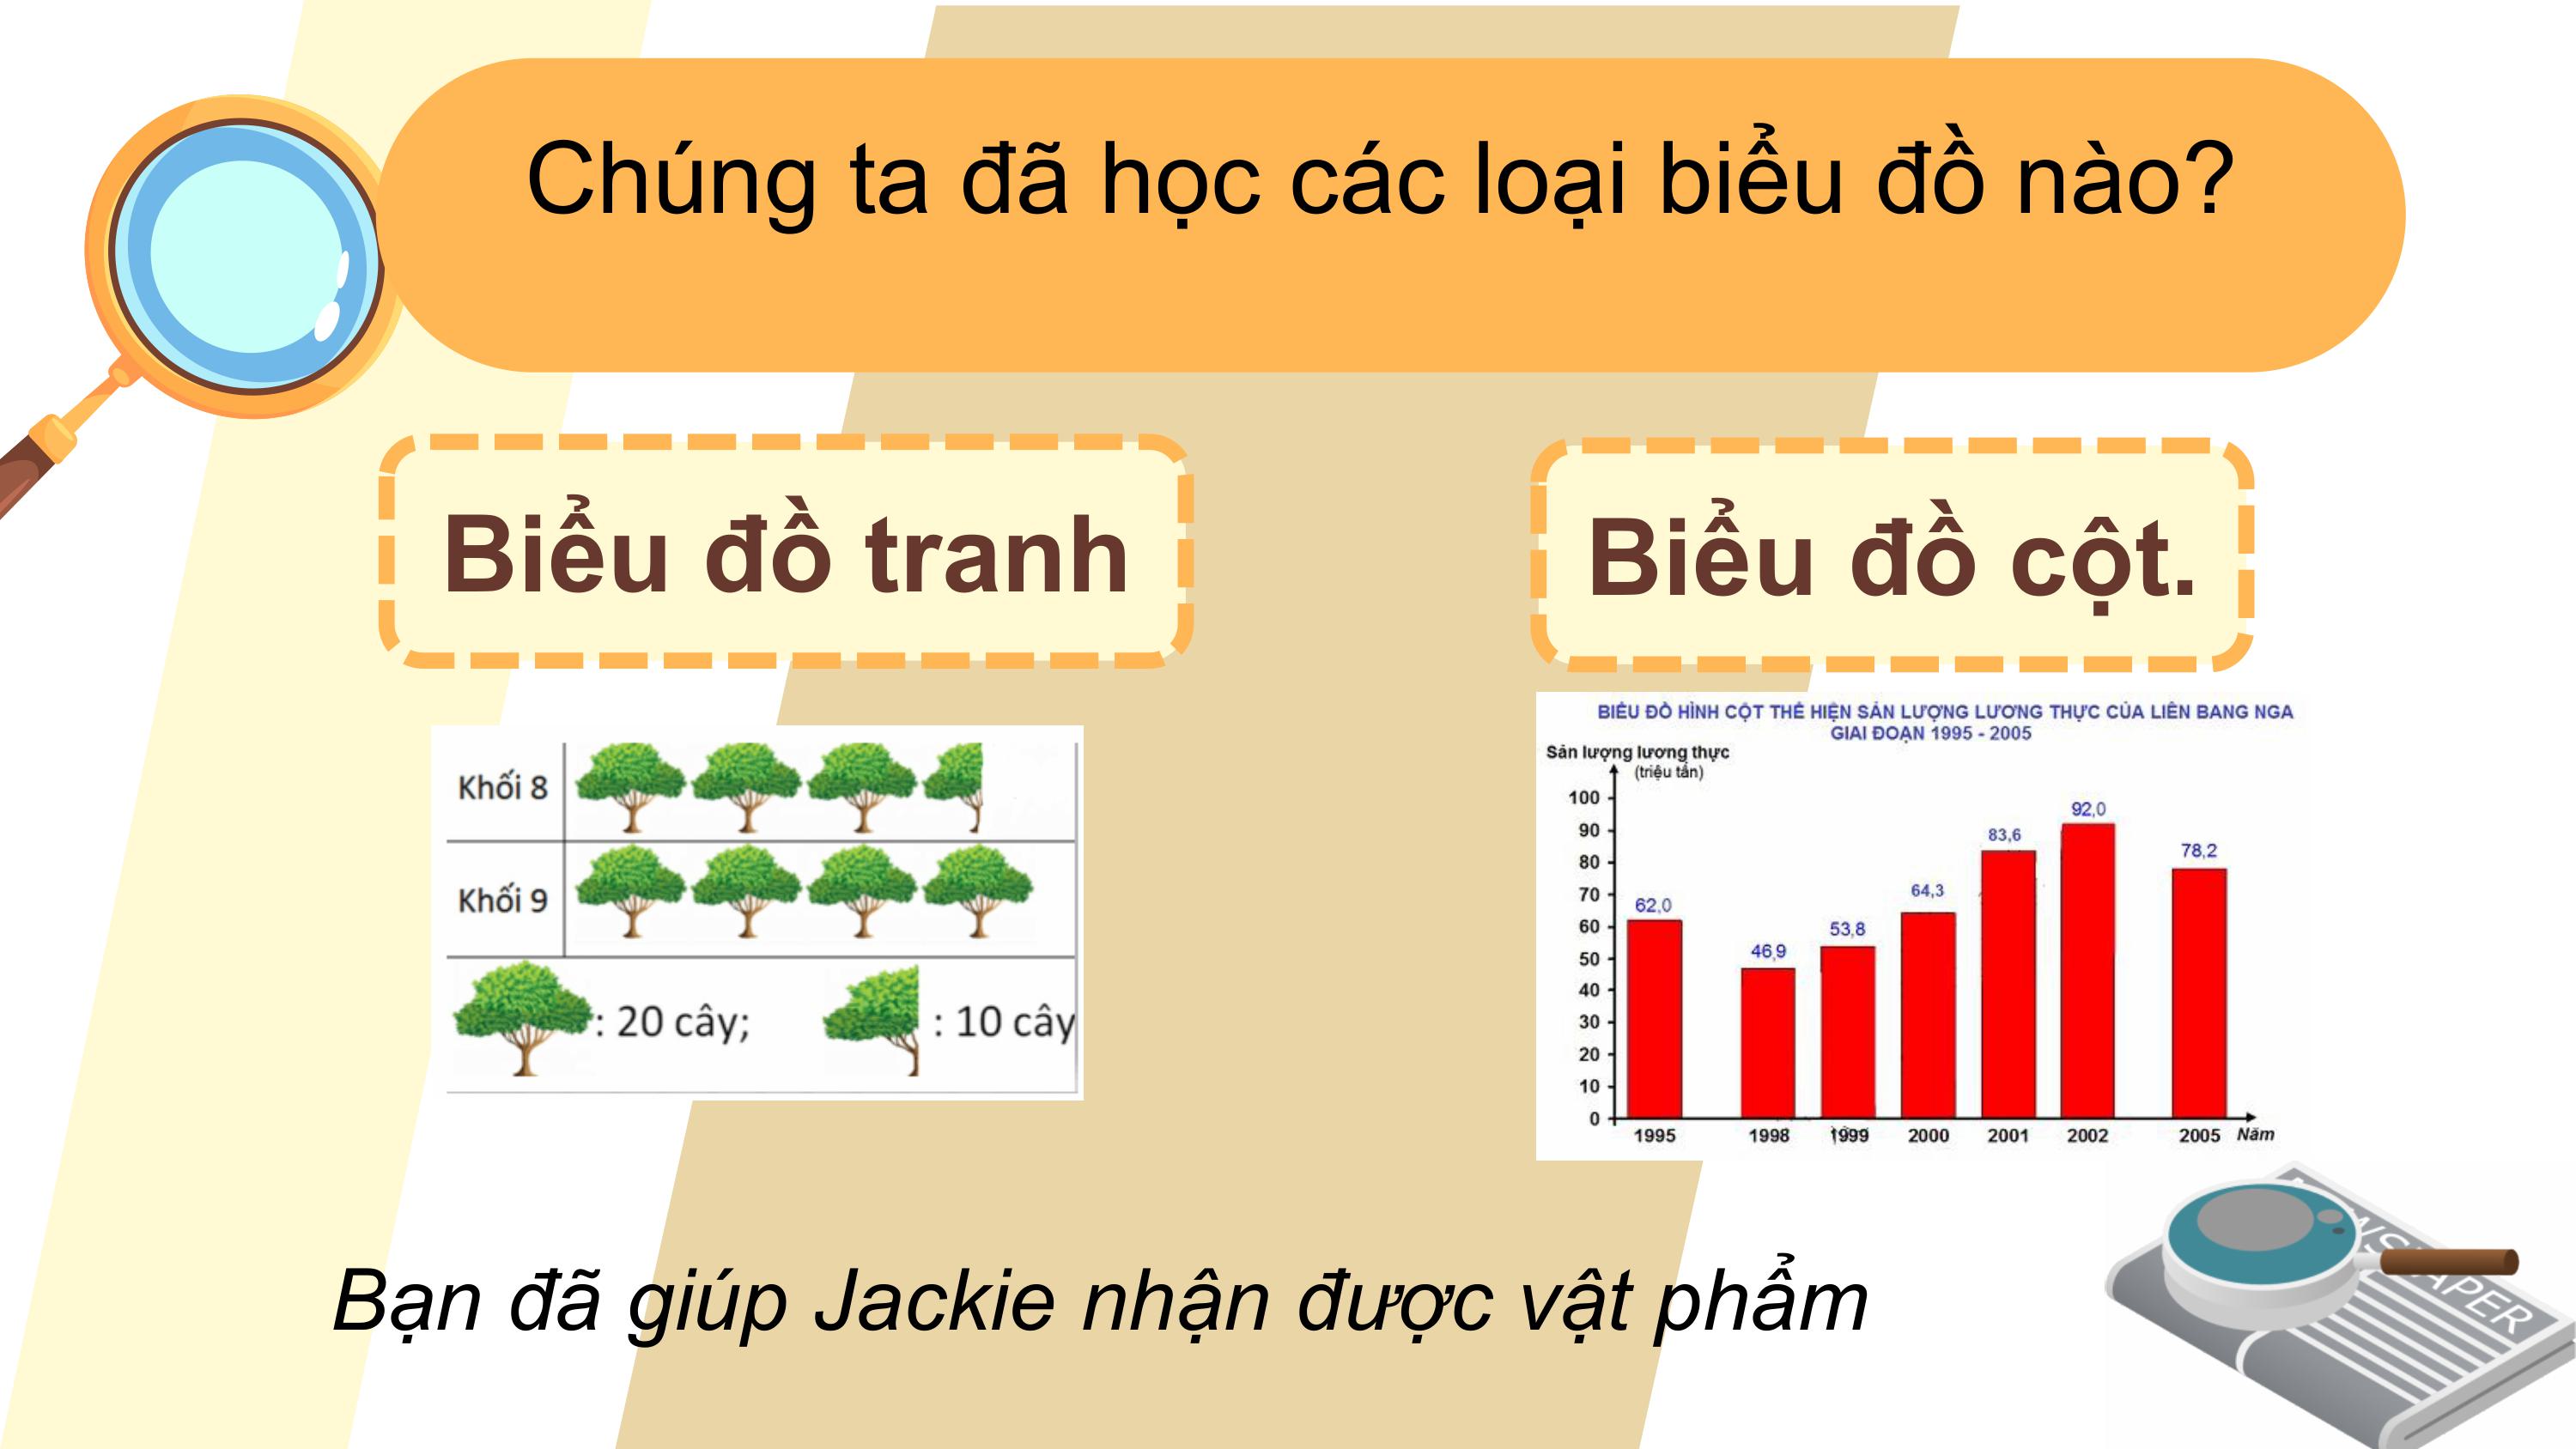 Chúng ta đã học các loại biểu đồ nào?
Biểu đồ tranh
Biểu đồ cột.
Khối 8
Khối 9
: 20 cây; : 10 cây
BIỂU ĐỒ HÌNH CỘT THỂ HIỆN SẢN LƯỢNG LƯƠNG THỰC CỦA LIÊN BANG NGA
GIAI ĐOẠN 1995 - 2005
Sản lượng lương thực
(triệu tấn)
100
90
80
70
60
50
40
30
20
10
0
62,0
46,9
53,8
64,3
83,6
92,0
78,2
1995 1998 1999 2000 2001 2002 2005 Năm
Bạn đã giúp Jackie nhận được vật phẩm